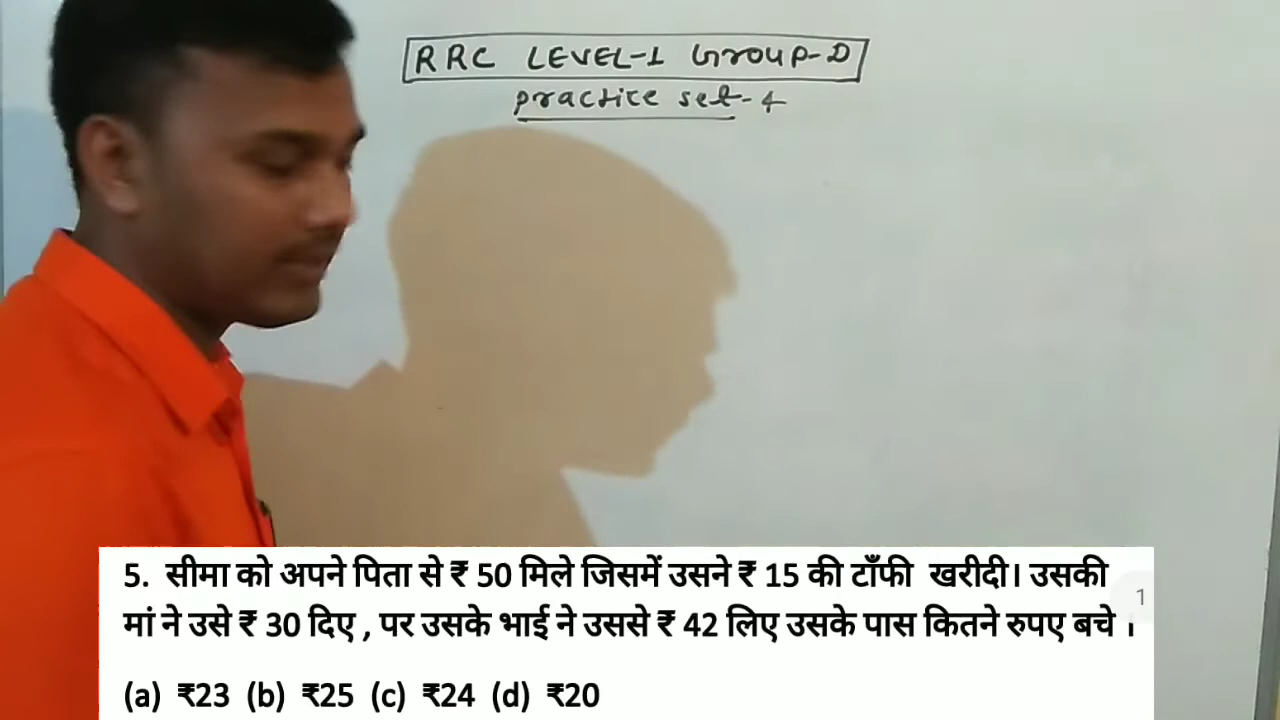 RRC LEVEL-1 GROUP-D
practice set-4
5. सीमा को अपने पिता से ₹ 50 मिले जिसमें उसने ₹ 15 की टाँफी खरीदी। उसकी
मां ने उसे ₹ 30 दिए , पर उसके भाई ने उससे ₹ 42 लिए उसके पास कितने रुपए बचे ।
1
(a) ₹23 (b) ₹25 (c) ₹24 (d) ₹20